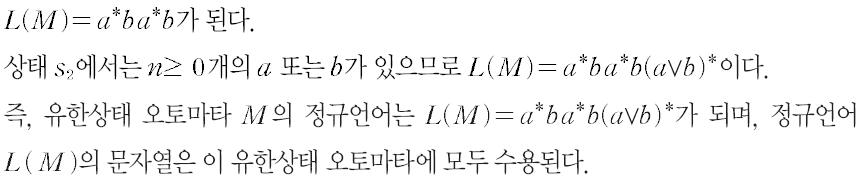 L(M)=a*ba*b가 된다.
상태 s₂에서는 n≥ 0개의 a 또는 b가 있으므로 L(M)=a*ba*b(a∨b)*이다.
즉, 유한상태 오토마타 M의 정규언어는 L(M)=a*ba*b(a∨b)*가 되며, 정규언어
L(M)의 문자열은 이 유한상태 오토마타에 모두 수용된다.